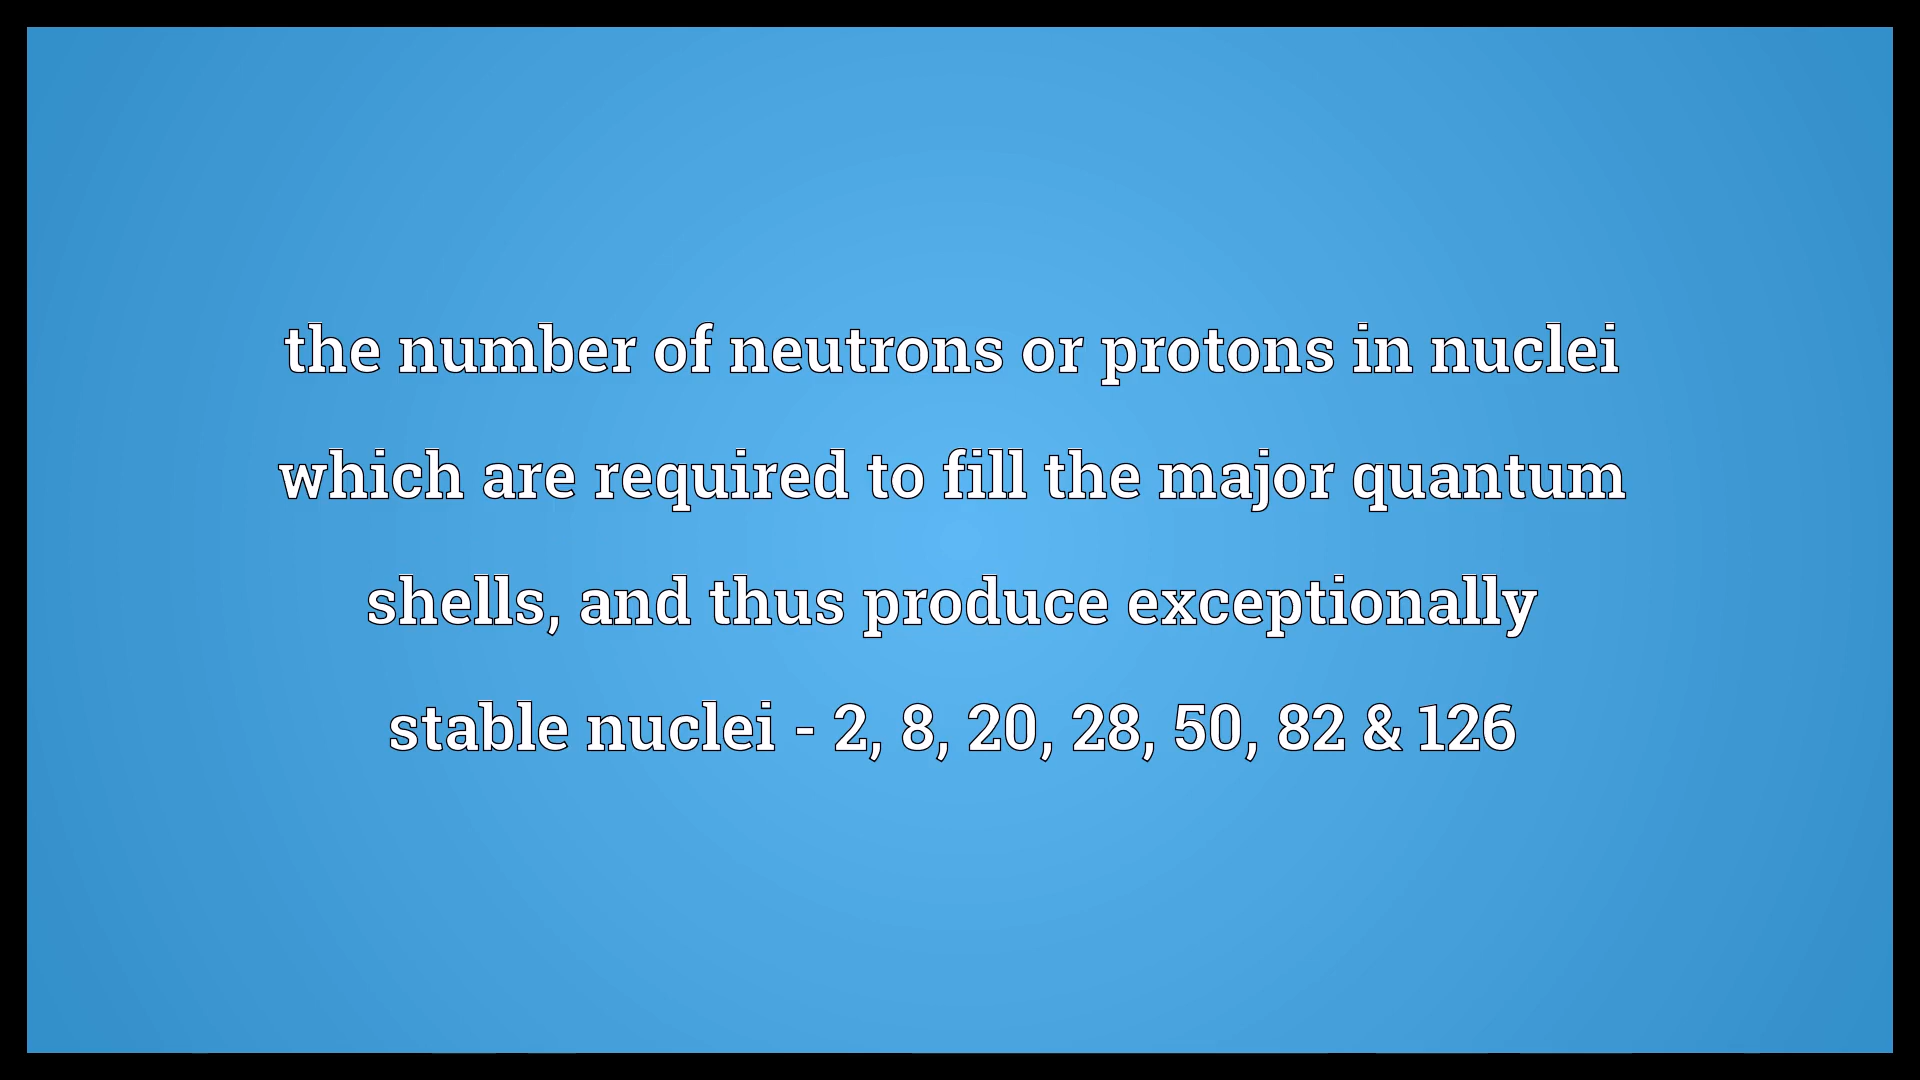 the number of neutrons or protons in nuclei
which are required to fill the major quantum
shells, and thus produce exceptionally
stable nuclei - 2, 8, 20, 28, 50, 82 & 126